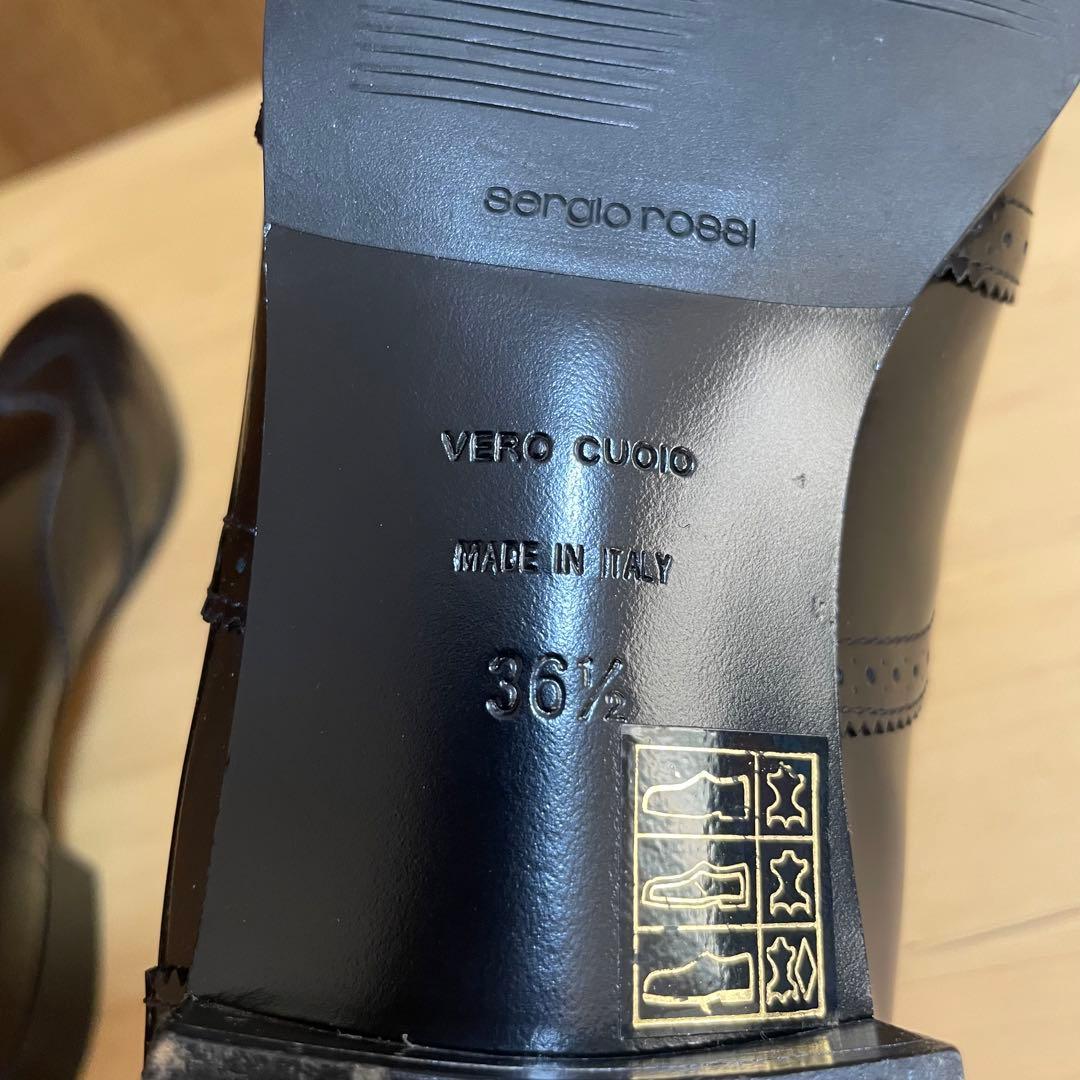 sergio rossi
VERO CUOIO
MADE IN ITALY
36½